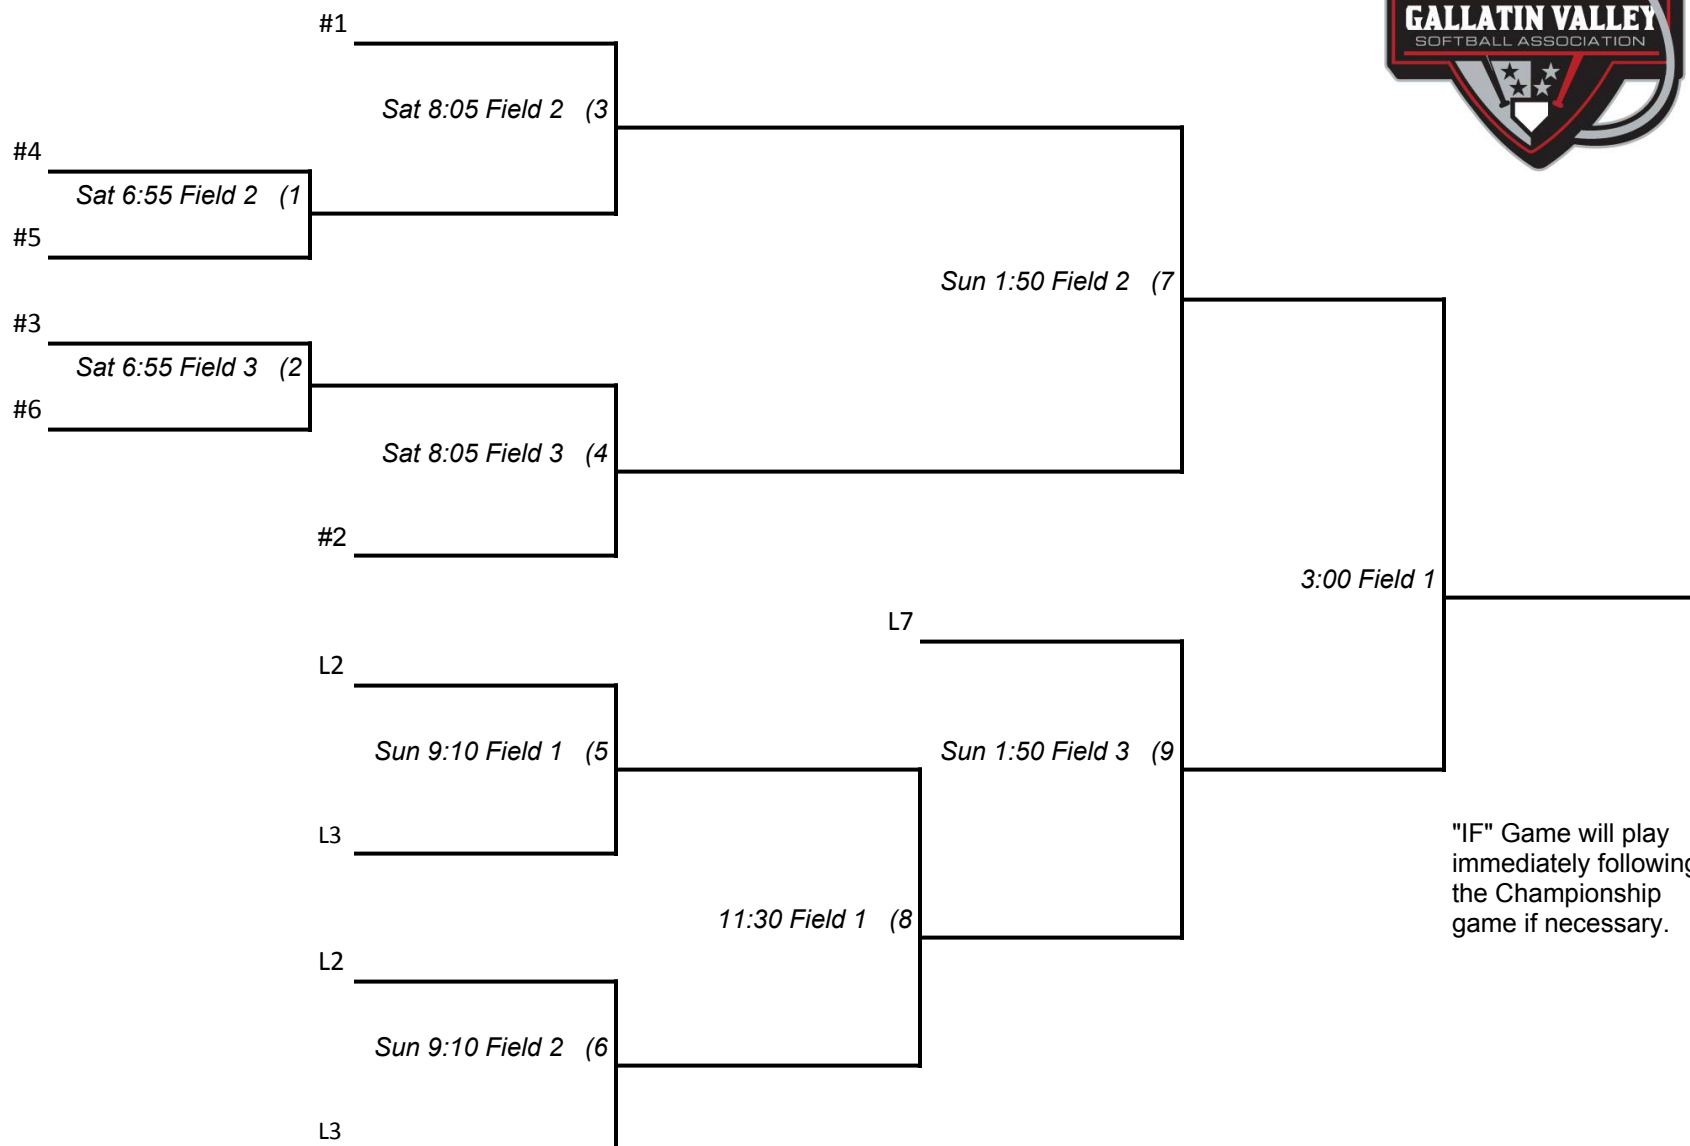 GALLATIN VALLEY
SOFTBALL ASSOCIATION
#1
Sat 8:05 Field 2 (3
#4
Sat 6:55 Field 2 (1
#5
Sun 1:50 Field 2 (7
#3
Sat 6:55 Field 3 (2
#6
Sat 8:05 Field 3 (4
#2
3:00 Field 1
L7
L2
Sun 9:10 Field 1 (5
Sun 1:50 Field 3 (9
L3
"IF" Game will play
immediately following
the Championship
game if necessary.
11:30 Field 1 (8
L2
Sun 9:10 Field 2 (6
L3